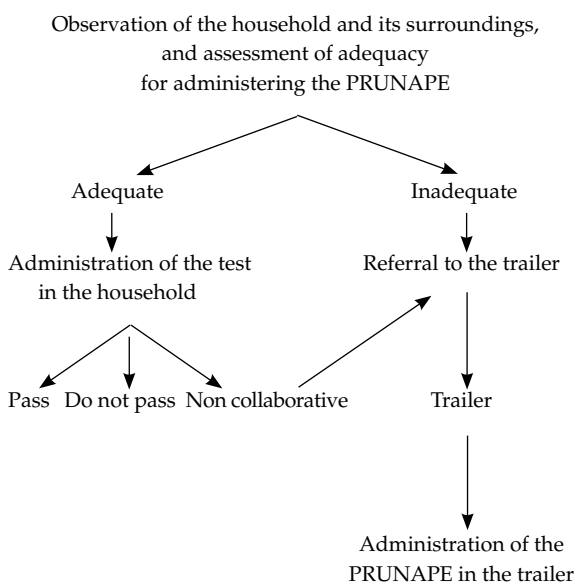 Observation of the household and its surroundings,
and assessment of adequacy
for administering the PRUNAPE
Adequate
Inadequate
Administration of the test
in the household
Referral to the trailer
Pass
Do not pass
Non collaborative
Trailer
Administration of the
PRUNAPE in the trailer